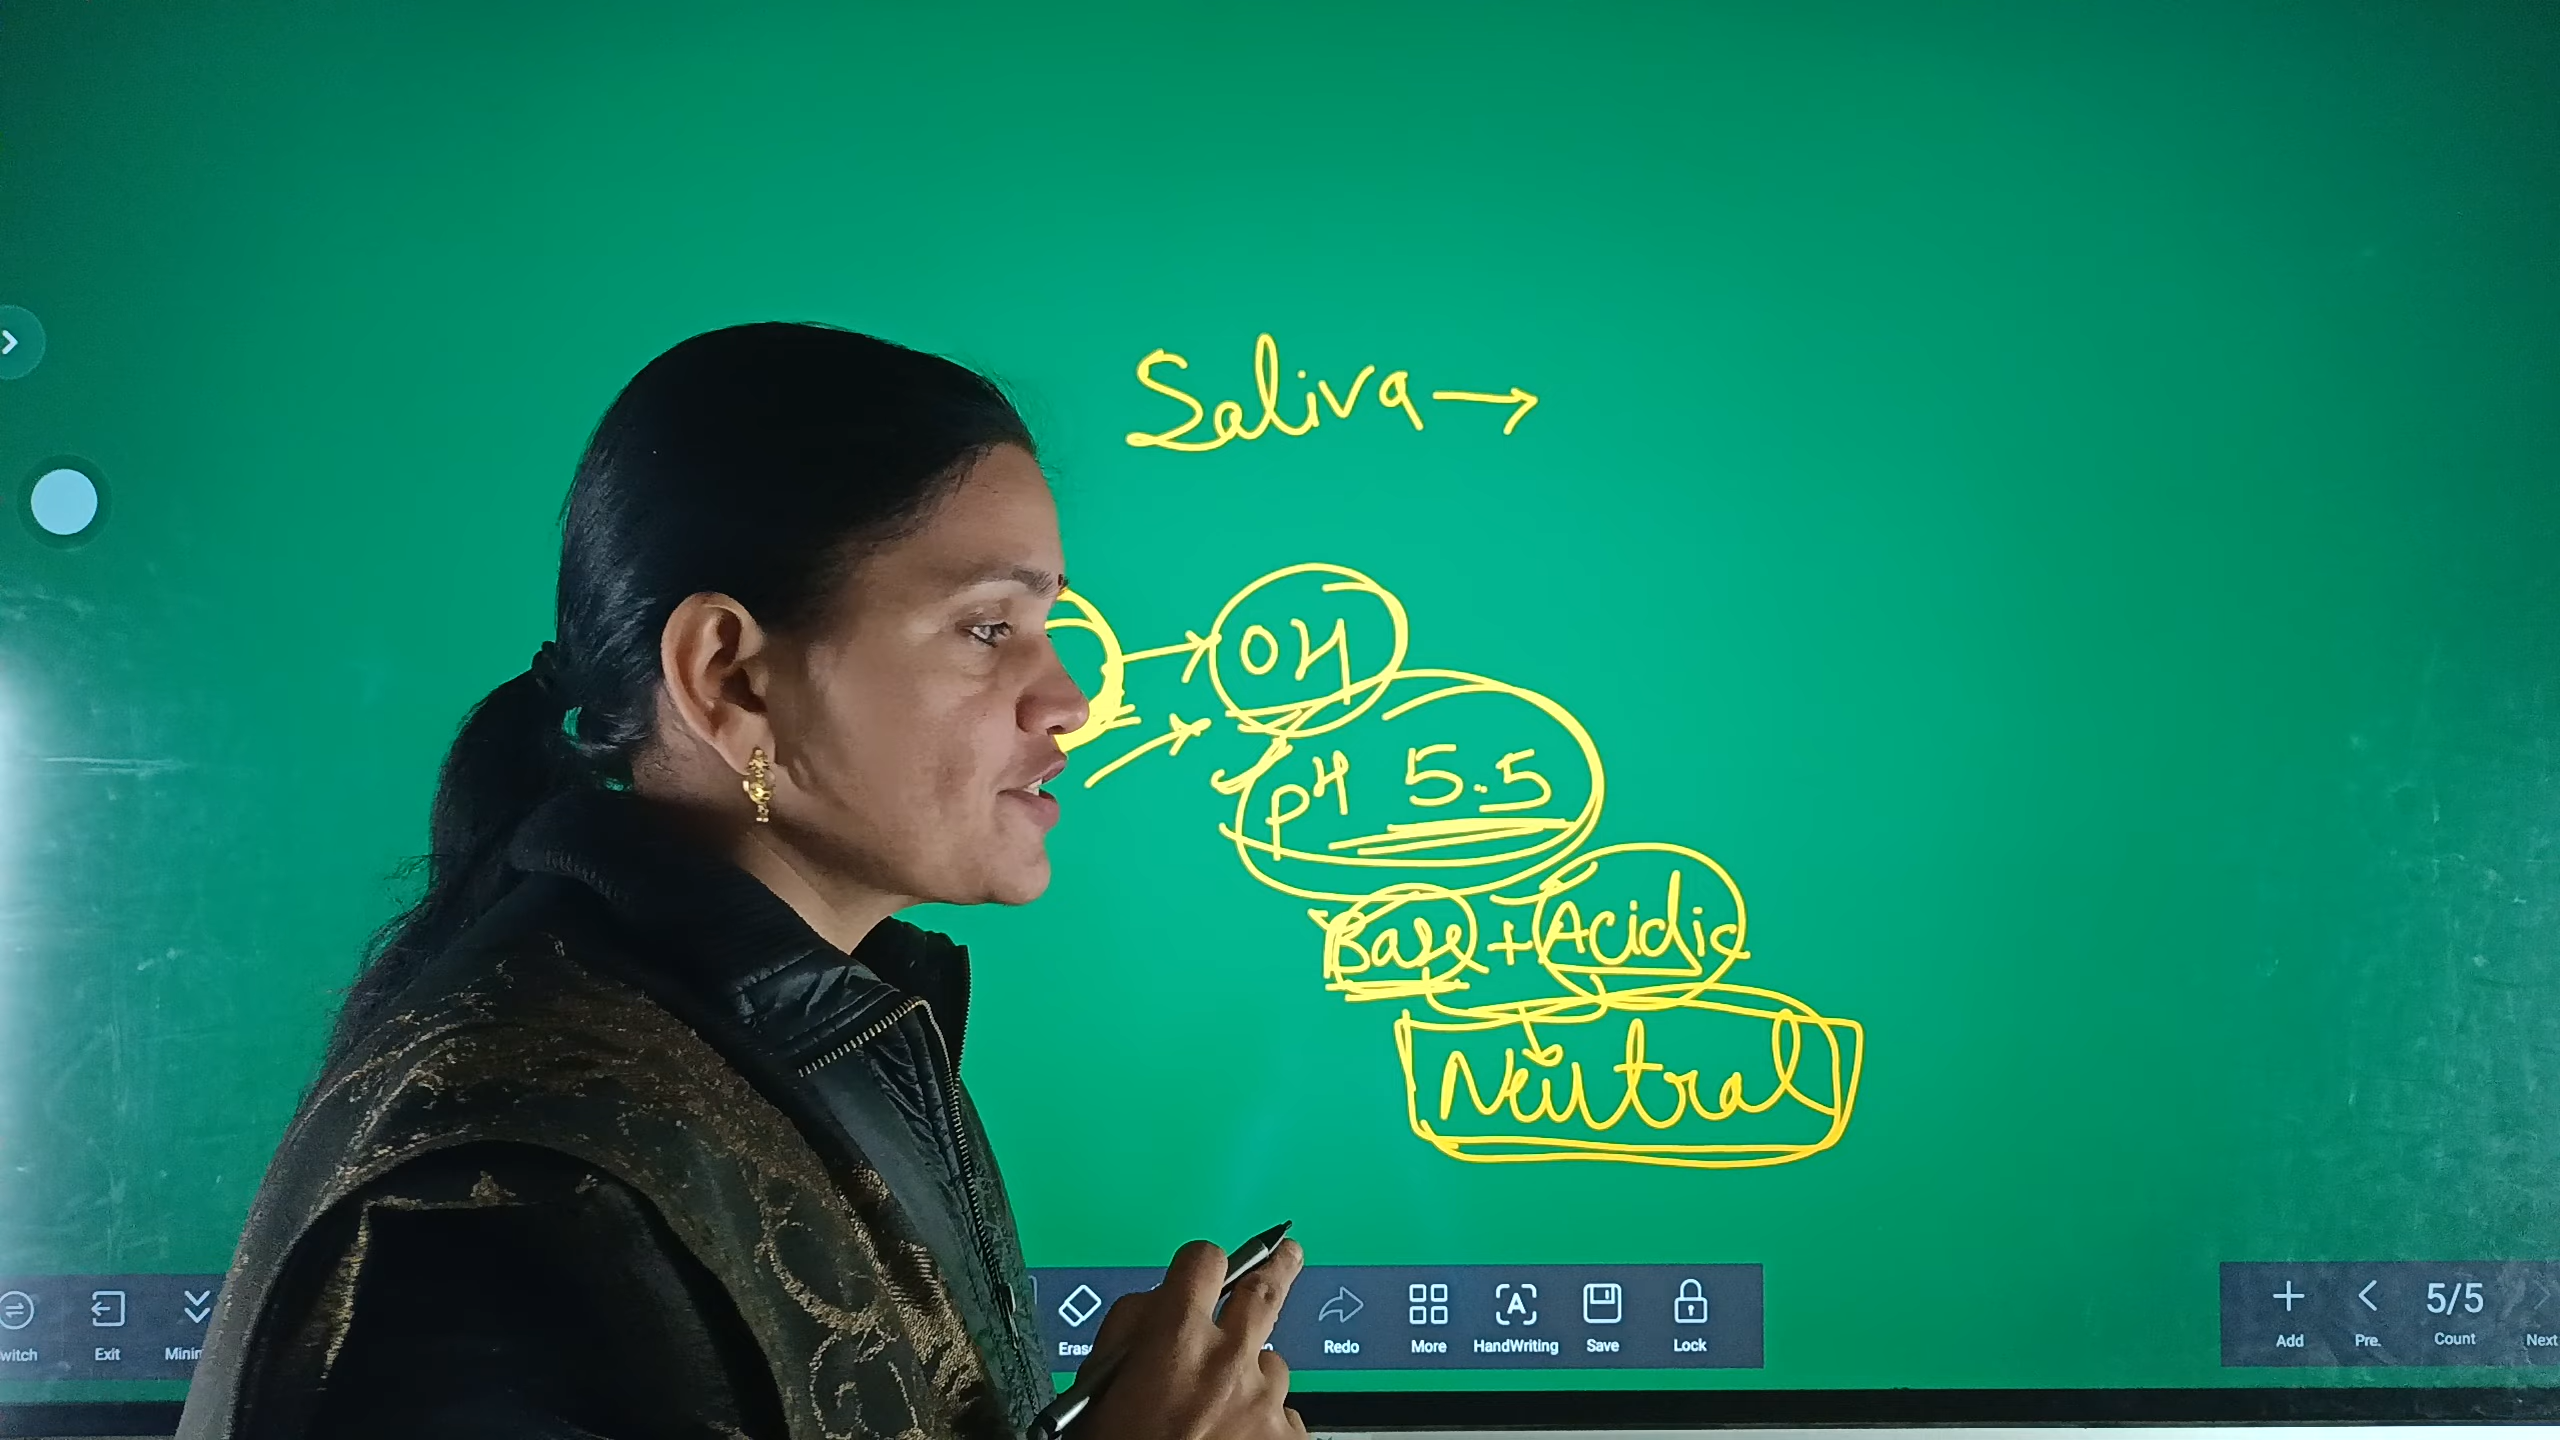 Saliva →
OH
pH 5.5
Base + Acidic
Neutral
Exit
Redo
More
HandWriting
Save
Lock
Add
Pre.
5/5
Count
Next